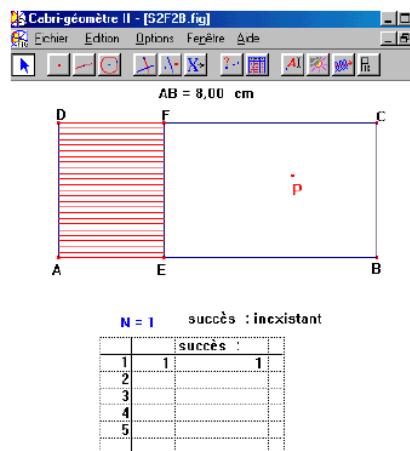 Cabri-géomètre II - [S2F2B.fig]
Fichier Edition Options Fenêtre Aide
AB = 8,00 cm
D F C
P
A E B
N = 1 succès : inexistant
succès :
1 1 1
2
3
4
5